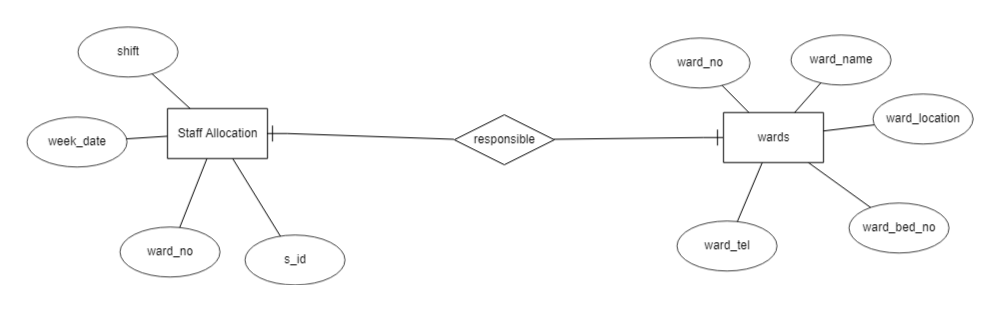 shift
ward_no
ward_name
week_date
Staff Allocation
responsible
wards
ward_location
ward_no
s_id
ward_tel
ward_bed_no